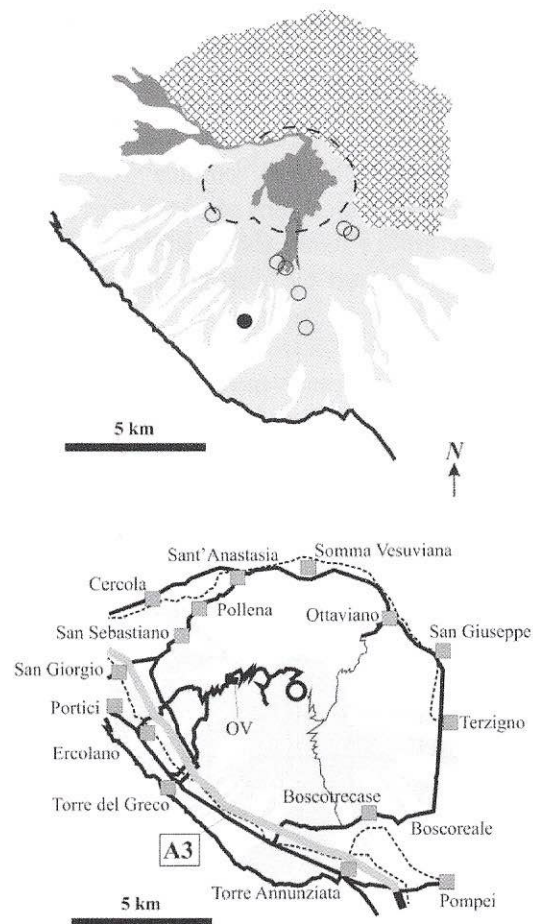 5 km
N
Sant'Anastasia
Somma Vesuviana
Cercola
Pollena
Ottaviano
San Sebastiano
San Giuseppe
San Giorgio
Portici
OV
Terzigno
Ercolano
Boscotrecase
Torre del Greco
Boscoreale
A3
Torre Annunziata
Pompei
5 km